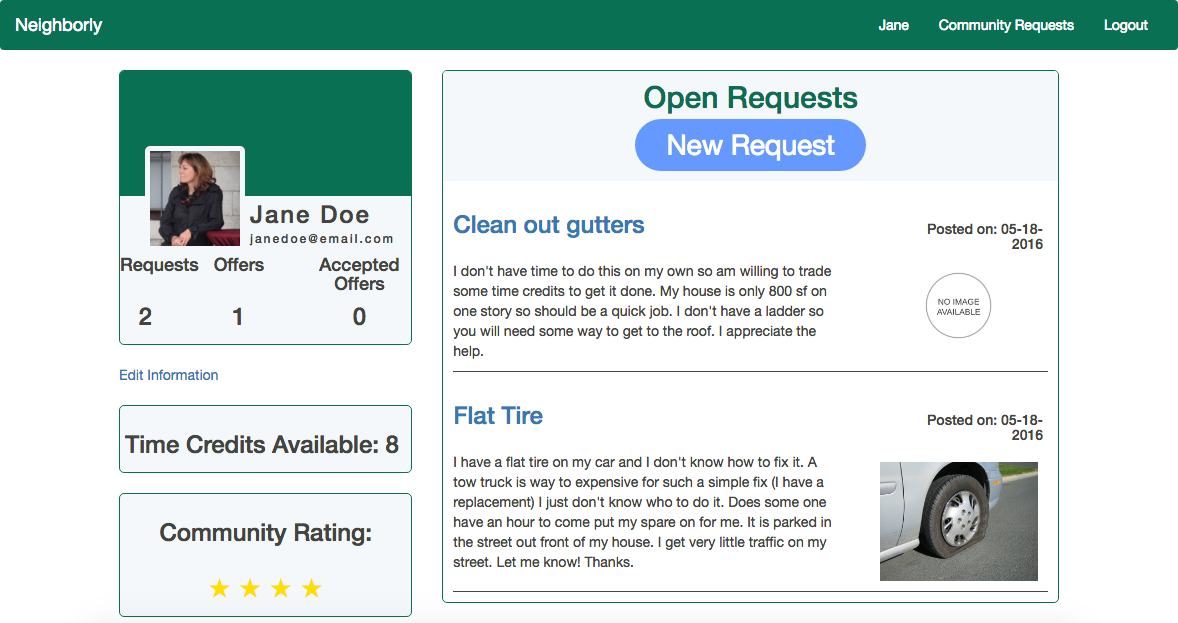 Neighborly
Jane
Community Requests
Logout
Jane Doe
janedoe@email.com
Requests
Offers
Accepted
Offers
2
1
0
Edit Information
Time Credits Available: 8
Community Rating:
Open Requests
New Request
Clean out gutters
Posted on: 05-18-
2016
I don't have time to do this on my own so am willing to trade
some time credits to get it done. My house is only 800 sf on
one story so should be a quick job. I don't have a ladder so
you will need some way to get to the roof. I appreciate the
help.
NO IMAGE
AVAILABLE
Flat Tire
Posted on: 05-18-
2016
I have a flat tire on my car and I don't know how to fix it. A
tow truck is way to expensive for such a simple fix (I have a
replacement) I just don't know who to do it. Does some one
have an hour to come put my spare on for me. It is parked in
the street out front of my house. I get very little traffic on my
street. Let me know! Thanks.